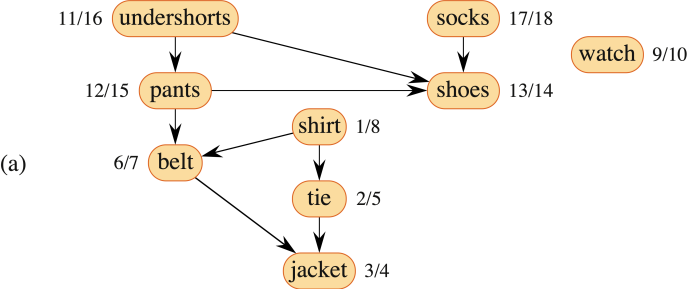 11/16 undershorts socks 17/18
watch 9/10
12/15 pants shoes 13/14
shirt 1/8
(a) 6/7 belt
tie 2/5
jacket 3/4